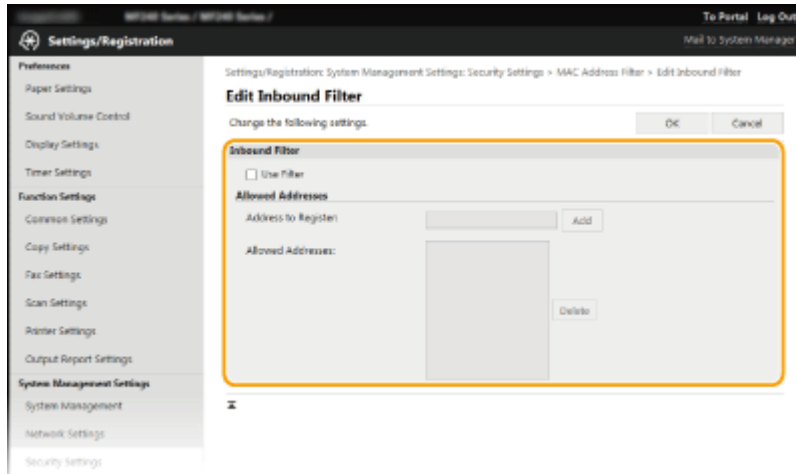 MF240 Series / MF240 Series /
To Portal Log Out
Settings/Registration
Mail to System Manager
Preferences
Paper Settings
Sound Volume Control
Display Settings
Timer Settings
Function Settings
Common Settings
Copy Settings
Fax Settings
Scan Settings
Printer Settings
Output Report Settings
System Management Settings
System Management
Network Settings
Security Settings
Settings/Registration: System Management Settings: Security Settings > MAC Address Filter > Edit Inbound Filter
Edit Inbound Filter
Change the following settings.
OK
Cancel
Inbound Filter
Use Filter
Allowed Addresses
Address to Register:
Add
Allowed Addresses:
Delete